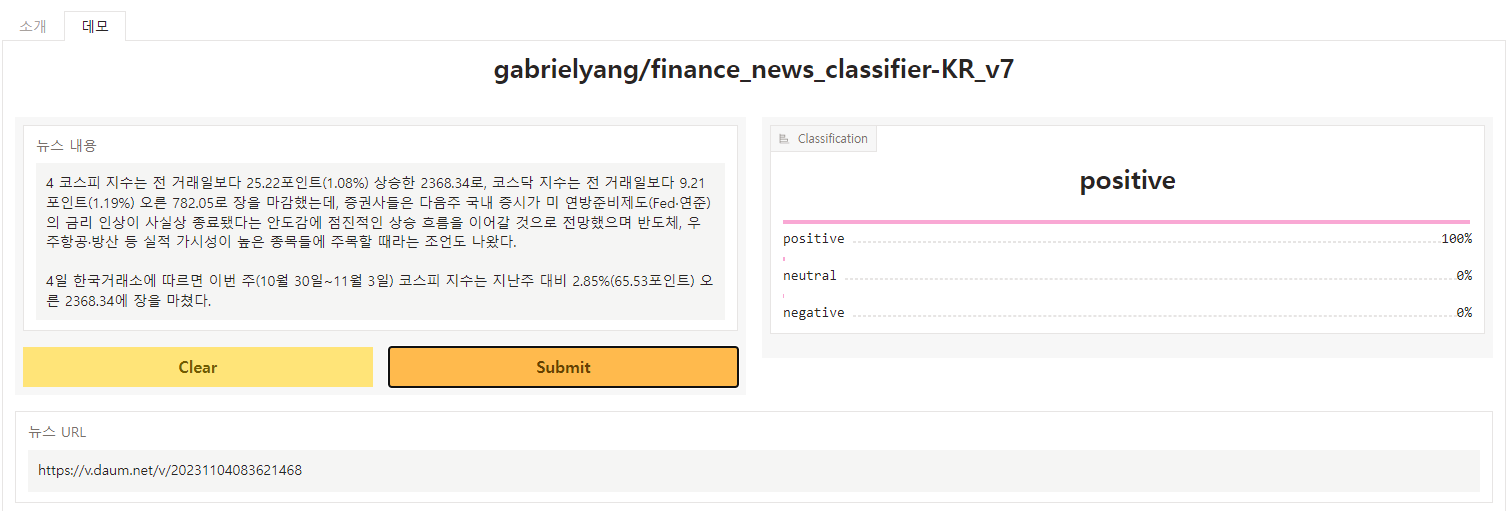 소개
데모
gabrielyang/finance_news_classifier-KR_v7
뉴스 내용
4 코스피 지수는 전 거래일보다 25.22포인트(1.08%) 상승한 2368.34로, 코스닥 지수는 전 거래일보다 9.21
포인트(1.19%) 오른 782.05로 장을 마감했는데, 증권사들은 다음주 국내 증시가 미 연방준비제도(Fed·연준)
의 금리 인상이 사실상 종료됐다는 안도감에 점진적인 상승 흐름을 이어갈 것으로 전망했으며 반도체, 우
주항공·방산 등 실적 가시성이 높은 종목들에 주목할 때라는 조언도 나왔다.
4일 한국거래소에 따르면 이번 주(10월 30일~11월 3일) 코스피 지수는 지난주 대비 2.85%(65.53포인트) 오
른 2368.34에 장을 마쳤다.
Clear
Submit
Classification
positive
positive 100%
neutral 0%
negative 0%
뉴스 URL
https://v.daum.net/v/20231104083621468